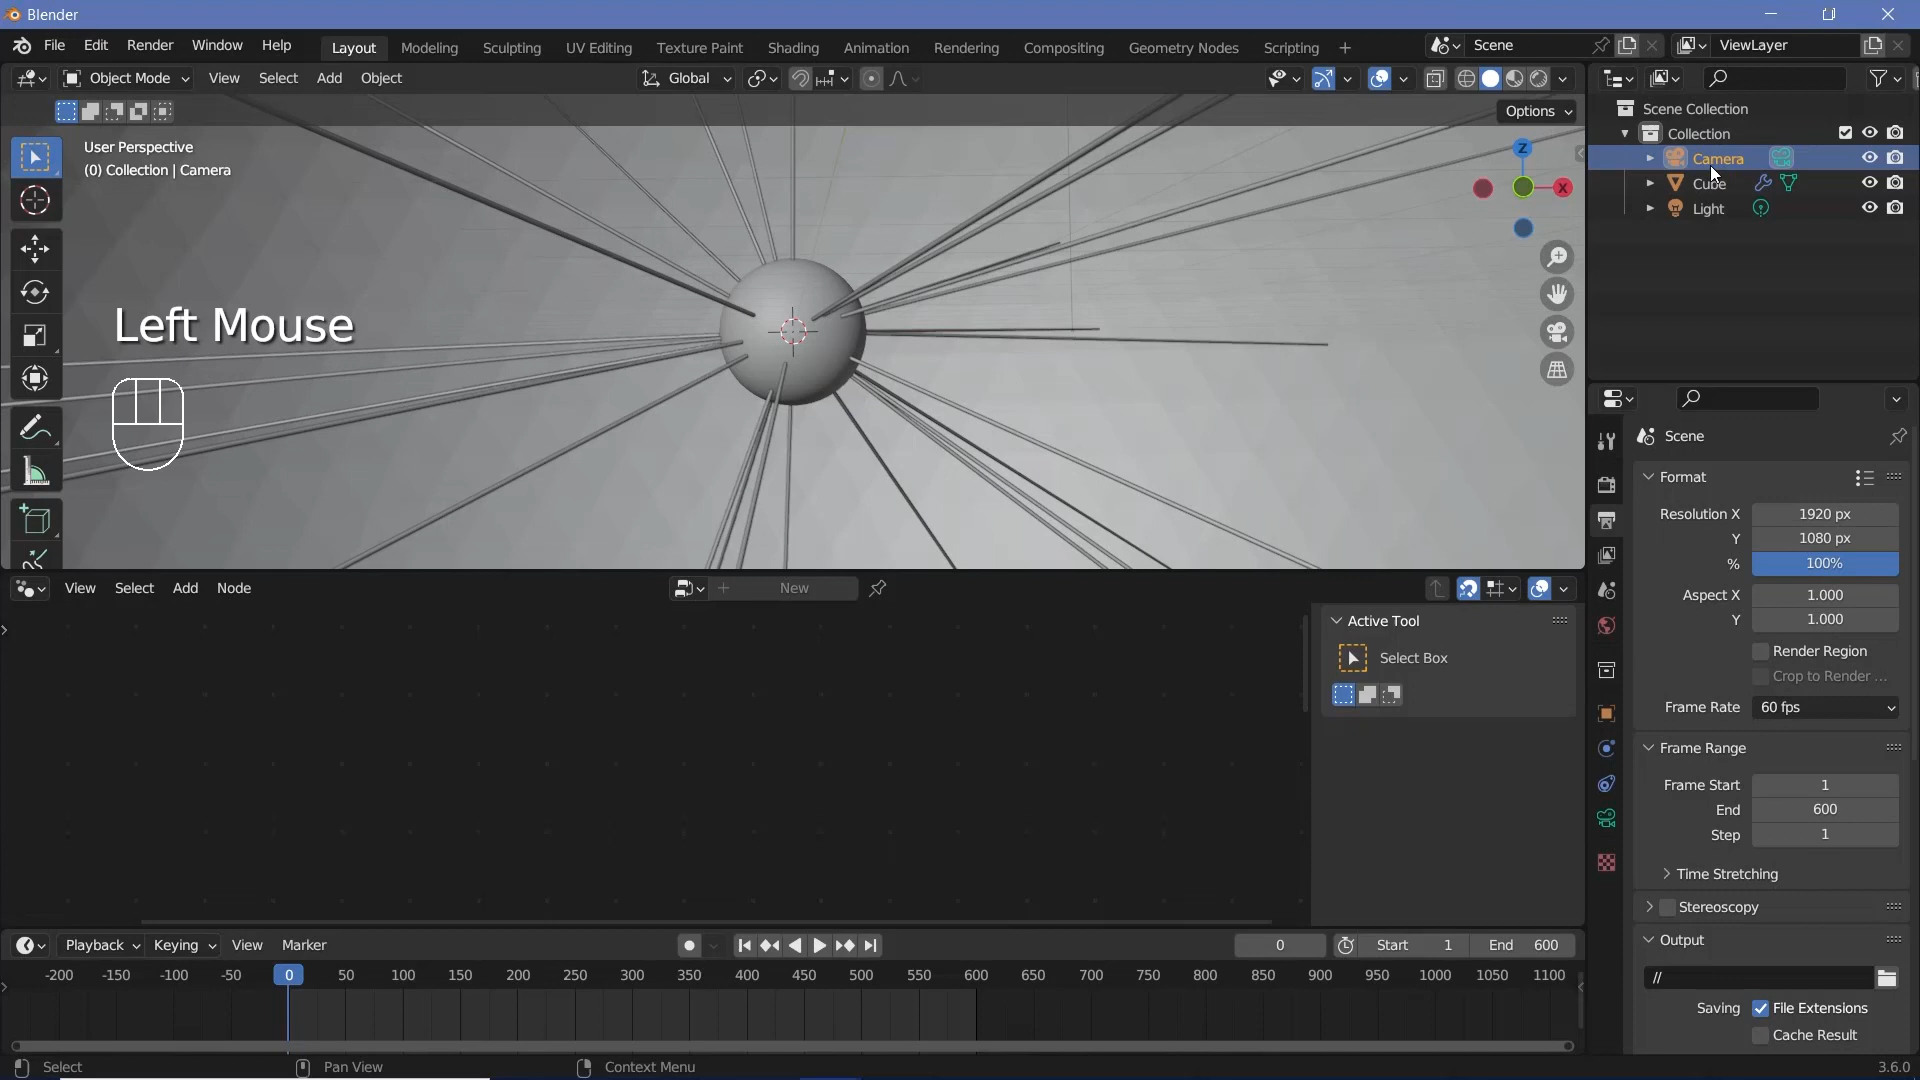 Blender
File Edit Render Window Help Layout Modeling Sculpting UV Editing Texture Paint Shading Animation Rendering Compositing Geometry Nodes Scripting + Scene ViewLayer
Object Mode View Select Add Object Global
Options
User Perspective
(0) Collection | Camera
Z
X
Left Mouse
Scene Collection
Collection
Camera
Cube
Light
Scene
Format
Resolution X 1920 px
Y 1080 px
% 100%
Aspect X 1.000
Y 1.000
Render Region
Crop to Render ...
Frame Rate 60 fps
Frame Range
Frame Start 1
End 600
Step 1
Time Stretching
Stereoscopy
Output
//
Saving File Extensions
Cache Result
View Select Add Node + New
Active Tool
Select Box
Playback Keying View Marker 0 Start 1 End 600
-200 -150 -100 -50 0 50 100 150 200 250 300 350 400 450 500 550 600 650 700 750 800 850 900 950 1000 1050 1100
Select Pan View Context Menu 3.6.0